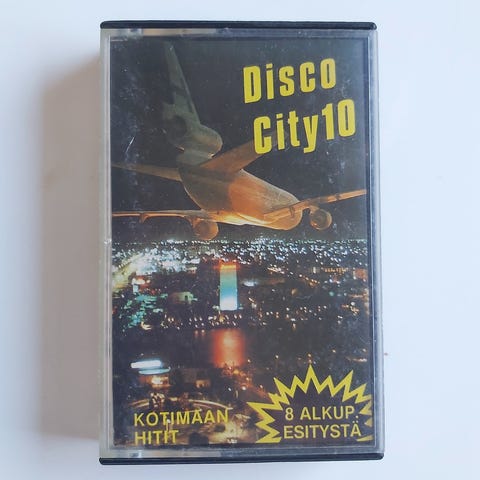 Disco
City10
KOTIMAAN
HITIT
8 ALKUP.
ESITYSTÄ